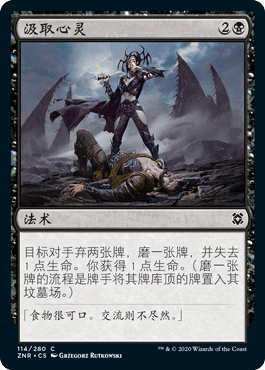 汲取心灵 2
法术
目标对手弃两张牌，磨一张牌，并失去
1点生命。你获得1点生命。（磨一张
牌的流程是牌手将其牌库顶的牌置入其
坟墓场。）
「食物很可口。交流则不尽然。」
114/280 C
ZNR • CS GRZEGORZ RUTKOWSKI
™ & © 2020 Wizards of the Coast